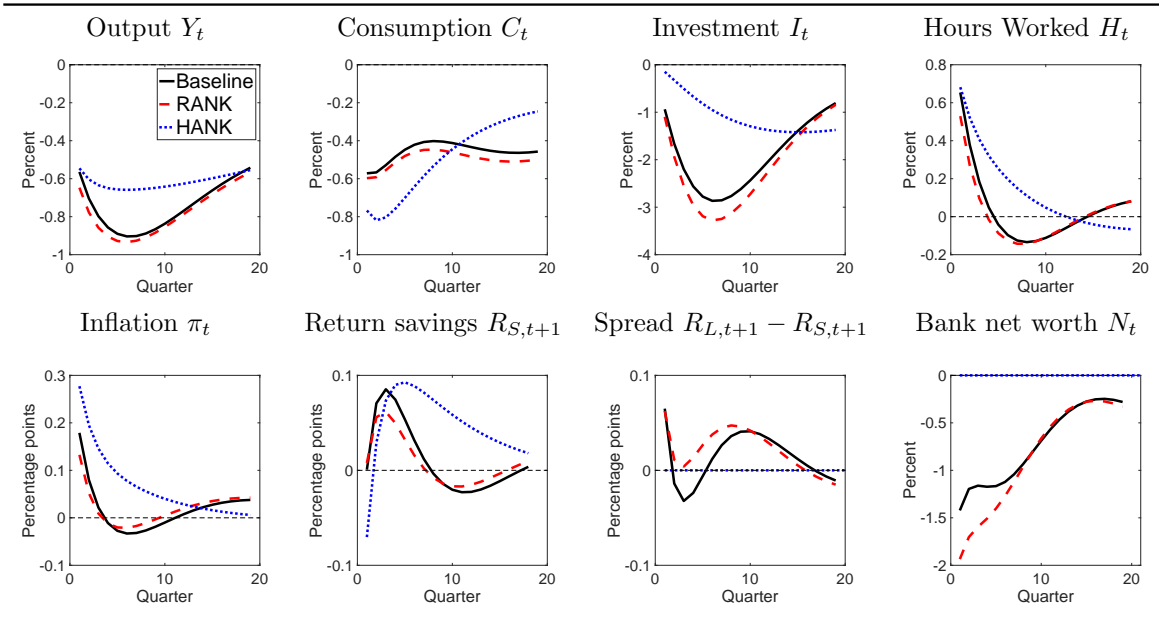 Output Y_t
Consumption C_t
Investment I_t
Hours Worked H_t
Percent
0
-0.2
-0.4
-0.6
-0.8
-1
0
10
20
Quarter
Baseline
RANK
HANK
Percent
0
-0.2
-0.4
-0.6
-0.8
-1
0
10
20
Quarter
Percent
0
-1
-2
-3
-4
0
10
20
Quarter
Percent
0.8
0.6
0.4
0.2
0
-0.2
0
10
20
Quarter
Inflation π_t
Return savings R_{S,t+1}
Spread R_{L,t+1} − R_{S,t+1}
Bank net worth N_t
Percentage points
0.3
0.2
0.1
0
-0.1
0
10
20
Quarter
Percentage points
0.1
0
-0.1
0
10
20
Quarter
Percentage points
0.1
0
-0.1
0
10
20
Quarter
Percent
0
-0.5
-1
-1.5
-2
0
10
20
Quarter